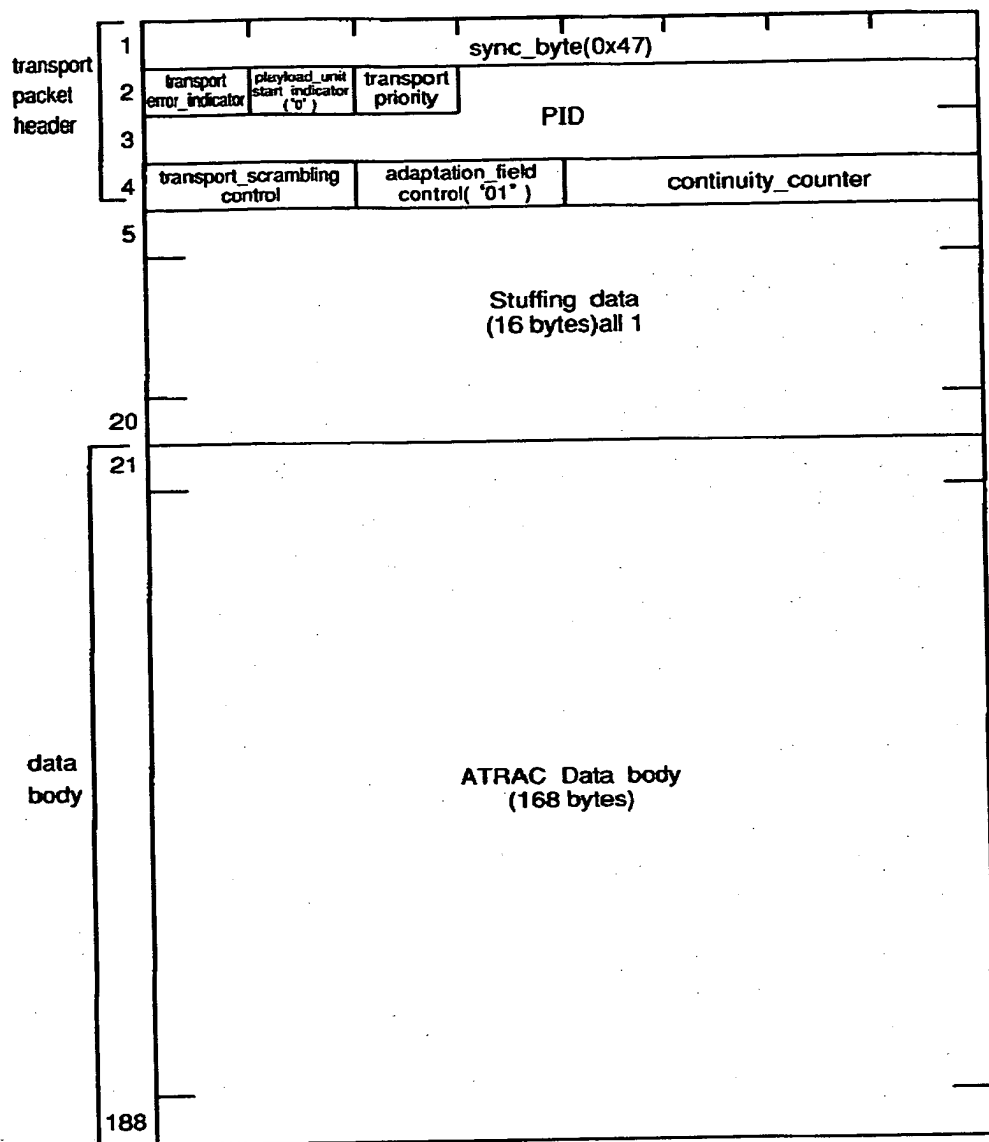 transport
packet
header
1
sync_byte(0x47)
2
transport
error_indicator
playload_unit
start indicator
("0")
transport
priority
PID
3
4
transport_scrambling
control
adaptation_field
control( "01" )
continuity_counter
5
Stuffing data
(16 bytes)all 1
20
21
data
body
ATRAC Data body
(168 bytes)
188